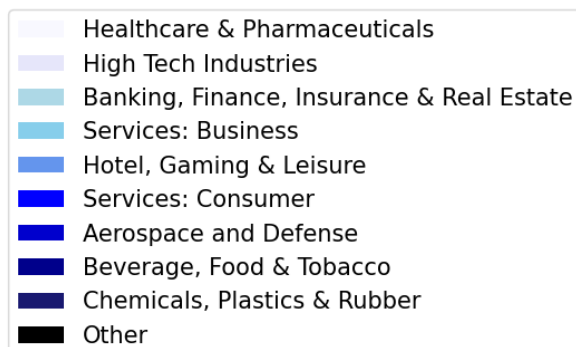 Healthcare & Pharmaceuticals
High Tech Industries
Banking, Finance, Insurance & Real Estate
Services: Business
Hotel, Gaming & Leisure
Services: Consumer
Aerospace and Defense
Beverage, Food & Tobacco
Chemicals, Plastics & Rubber
Other